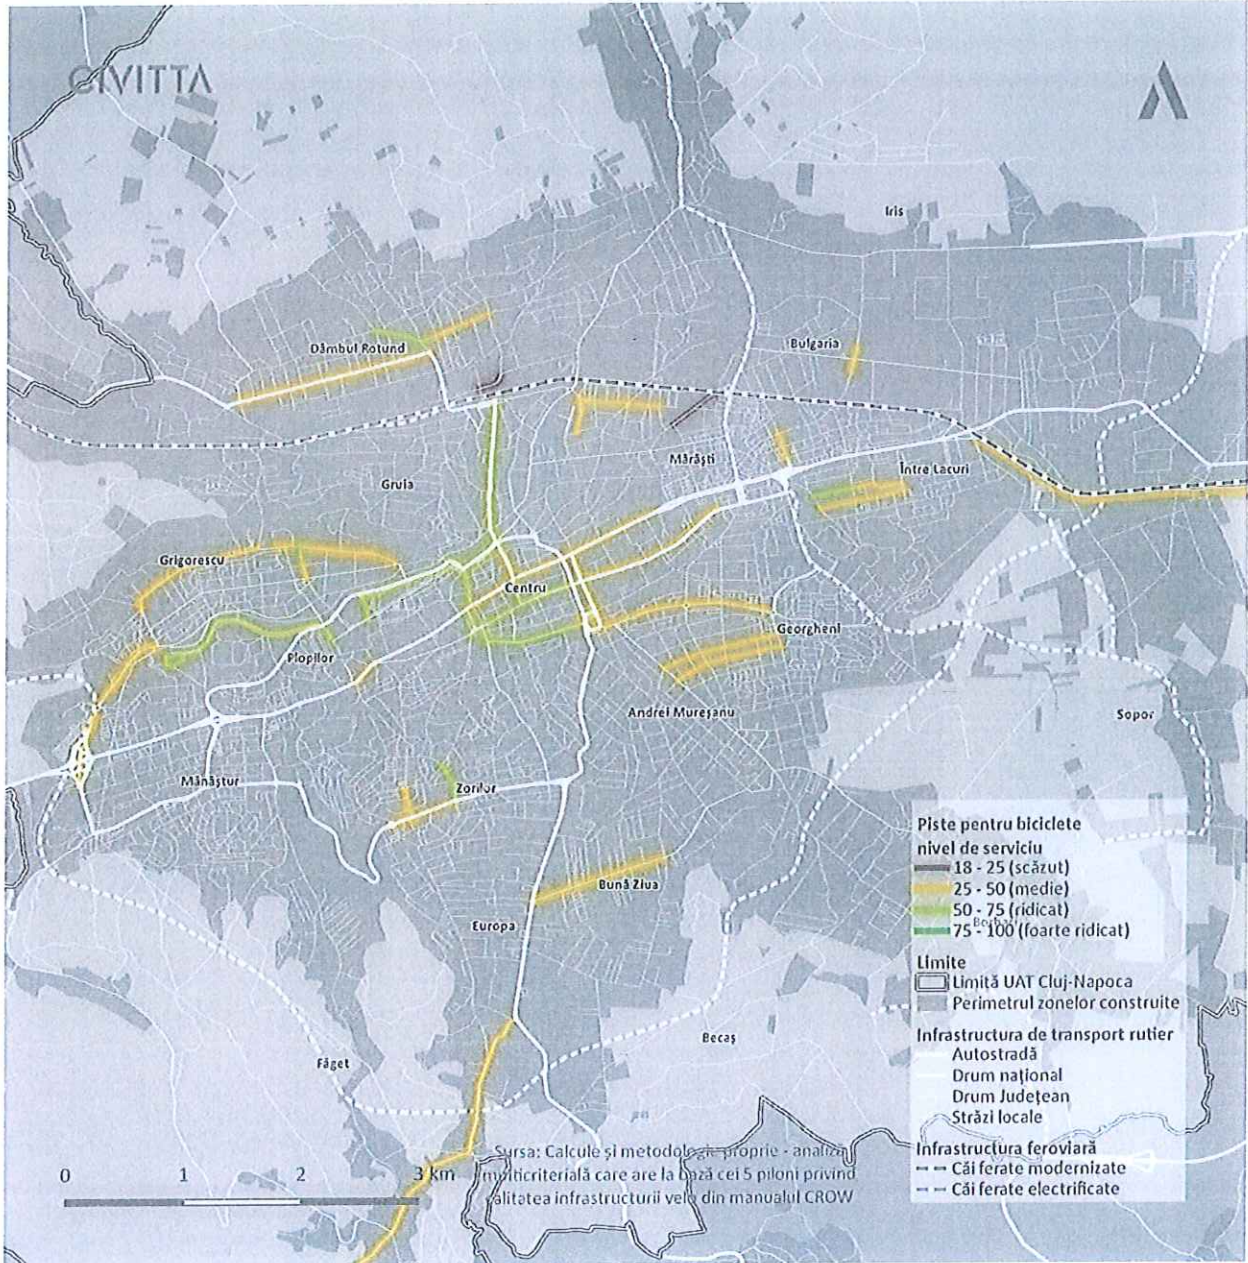 CIVITTA
Iris
Dâmbul Rotund
Bulgaria
Mărăști
Între Lacuri
Gruia
Grigorescu
Centru
Plopilor
Georgheni
Andrei Mureșanu
Sopor
Mănăștur
Zorilor
Bună Ziua
Europa
Becaș
Făget
Piste pentru biciclete
nivel de serviciu
18 - 25 (scăzut)
25 - 50 (medie)
50 - 75 (ridicat)
75 - 100 (foarte ridicat)
Limite
Limită UAT Cluj-Napoca
Perimetrul zonelor construite
Infrastructura de transport rutier
Autostradă
Drum național
Drum Județean
Străzi locale
Infrastructura feroviară
Căi ferate modernizate
Căi ferate electrificate
0 1 2 3 km
Sursa: Calcule și metodologie proprie - analiză
multicriterială care are la bază cei 5 piloni privind
calitatea infrastructurii velo din manualul CROW